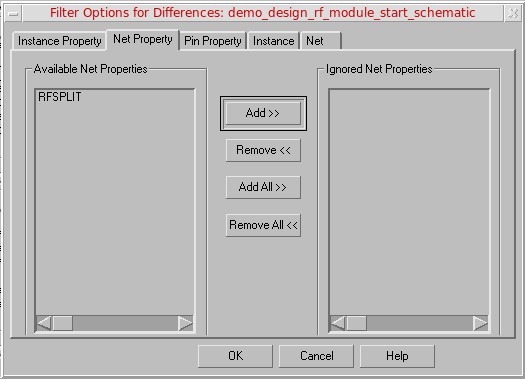 Filter Options for Differences: demo_design_rf_module_start_schematic
Instance Property Net Property Pin Property Instance Net
Available Net Properties
Ignored Net Properties
RFSPLIT
Add >>
Remove <<
Add All >>
Remove All <<
OK Cancel Help